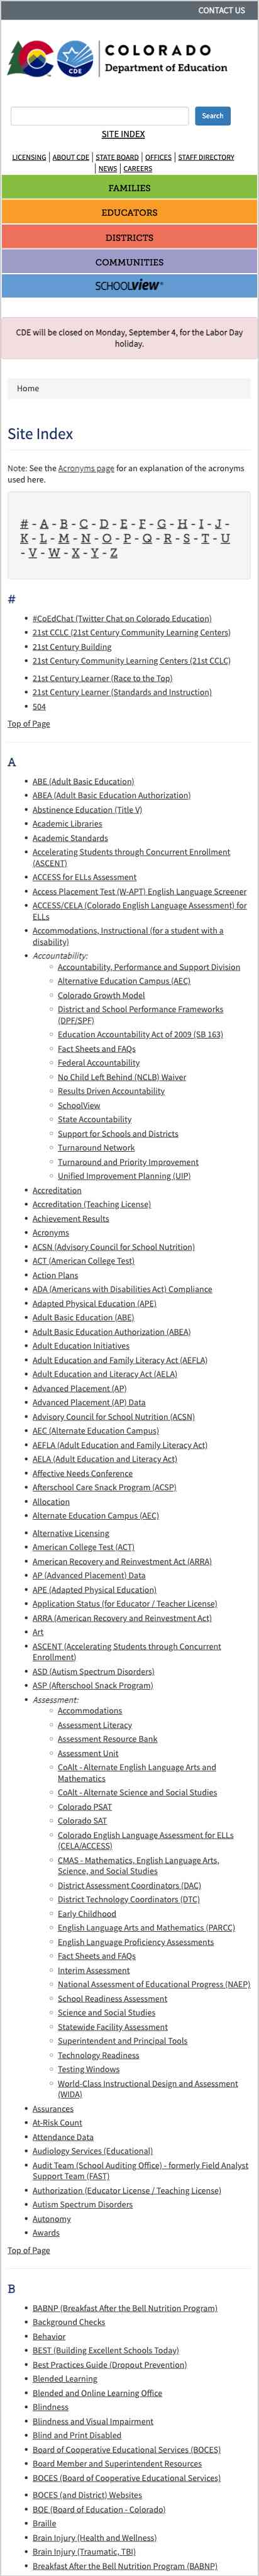 CONTACT US
CDE
COLORADO
Department of Education
Search
SITE INDEX
LICENSING | ABOUT CDE | STATE BOARD | OFFICES | STAFF DIRECTORY
| NEWS | CAREERS
FAMILIES
EDUCATORS
DISTRICTS
COMMUNITIES
SCHOOLVIEW®
CDE will be closed on Monday, September 4, for the Labor Day
holiday.
Home
Site Index
Note: See the Acronyms page for an explanation of the acronyms
used here.
# - A - B - C - D - E - F - G - H - I - J -
K - L - M - N - O - P - Q - R - S - T - U
- V - W - X - Y - Z
#
#CoEdChat (Twitter Chat on Colorado Education)
21st CCLC (21st Century Community Learning Centers)
21st Century Building
21st Century Community Learning Centers (21st CCLC)
21st Century Learner (Race to the Top)
21st Century Learner (Standards and Instruction)
504
Top of Page
A
ABE (Adult Basic Education)
ABEA (Adult Basic Education Authorization)
Abstinence Education (Title V)
Academic Libraries
Academic Standards
Accelerating Students through Concurrent Enrollment
(ASCENT)
ACCESS for ELLs Assessment
Access Placement Test (W-APT) English Language Screener
ACCESS/CELA (Colorado English Language Assessment) for
ELLs
Accommodations, Instructional (for a student with a
disability)
Accountability:
Accountability, Performance and Support Division
Alternative Education Campus (AEC)
Colorado Growth Model
District and School Performance Frameworks
(DPF/SPF)
Education Accountability Act of 2009 (SB 163)
Fact Sheets and FAQs
Federal Accountability
No Child Left Behind (NCLB) Waiver
Results Driven Accountability
SchoolView
State Accountability
Support for Schools and Districts
Turnaround Network
Turnaround and Priority Improvement
Unified Improvement Planning (UIP)
Accreditation
Accreditation (Teaching License)
Achievement Results
Acronyms
ACSN (Advisory Council for School Nutrition)
ACT (American College Test)
Action Plans
ADA (Americans with Disabilities Act) Compliance
Adapted Physical Education (APE)
Adult Basic Education (ABE)
Adult Basic Education Authorization (ABEA)
Adult Education Initiatives
Adult Education and Family Literacy Act (AEFLA)
Adult Education and Literacy Act (AELA)
Advanced Placement (AP)
Advanced Placement (AP) Data
Advisory Council for School Nutrition (ACSN)
AEC (Alternate Education Campus)
AEFLA (Adult Education and Family Literacy Act)
AELA (Adult Education and Literacy Act)
Affective Needs Conference
Afterschool Care Snack Program (ACSP)
Allocation
Alternate Education Campus (AEC)
Alternative Licensing
American College Test (ACT)
American Recovery and Reinvestment Act (ARRA)
AP (Advanced Placement) Data
APE (Adapted Physical Education)
Application Status (for Educator / Teacher License)
ARRA (American Recovery and Reinvestment Act)
Art
ASCENT (Accelerating Students through Concurrent
Enrollment)
ASD (Autism Spectrum Disorders)
ASP (Afterschool Snack Program)
Assessment:
Accommodations
Assessment Literacy
Assessment Resource Bank
Assessment Unit
CoAlt - Alternate English Language Arts and
Mathematics
CoAlt - Alternate Science and Social Studies
Colorado PSAT
Colorado SAT
Colorado English Language Assessment for ELLs
(CELA/ACCESS)
CMAS - Mathematics, English Language Arts,
Science, and Social Studies
District Assessment Coordinators (DAC)
District Technology Coordinators (DTC)
Early Childhood
English Language Arts and Mathematics (PARCC)
English Language Proficiency Assessments
Fact Sheets and FAQs
Interim Assessment
National Assessment of Educational Progress (NAEP)
School Readiness Assessment
Science and Social Studies
Statewide Facility Assessment
Superintendent and Principal Tools
Technology Readiness
Testing Windows
World-Class Instructional Design and Assessment
(WIDA)
Assurances
At-Risk Count
Attendance Data
Audiology Services (Educational)
Audit Team (School Auditing Office) - formerly Field Analyst
Support Team (FAST)
Authorization (Educator License / Teaching License)
Autism Spectrum Disorders
Autonomy
Awards
Top of Page
B
BABNP (Breakfast After the Bell Nutrition Program)
Background Checks
Behavior
BEST (Building Excellent Schools Today)
Best Practices Guide (Dropout Prevention)
Blended Learning
Blended and Online Learning Office
Blindness
Blindness and Visual Impairment
Blind and Print Disabled
Board of Cooperative Educational Services (BOCES)
Board Member and Superintendent Resources
BOCES (Board of Cooperative Educational Services)
BOCES (and District) Websites
BOE (Board of Education - Colorado)
Braille
Brain Injury (Health and Wellness)
Brain Injury (Traumatic, TBI)
Breakfast After the Bell Nutrition Program (BABNP)